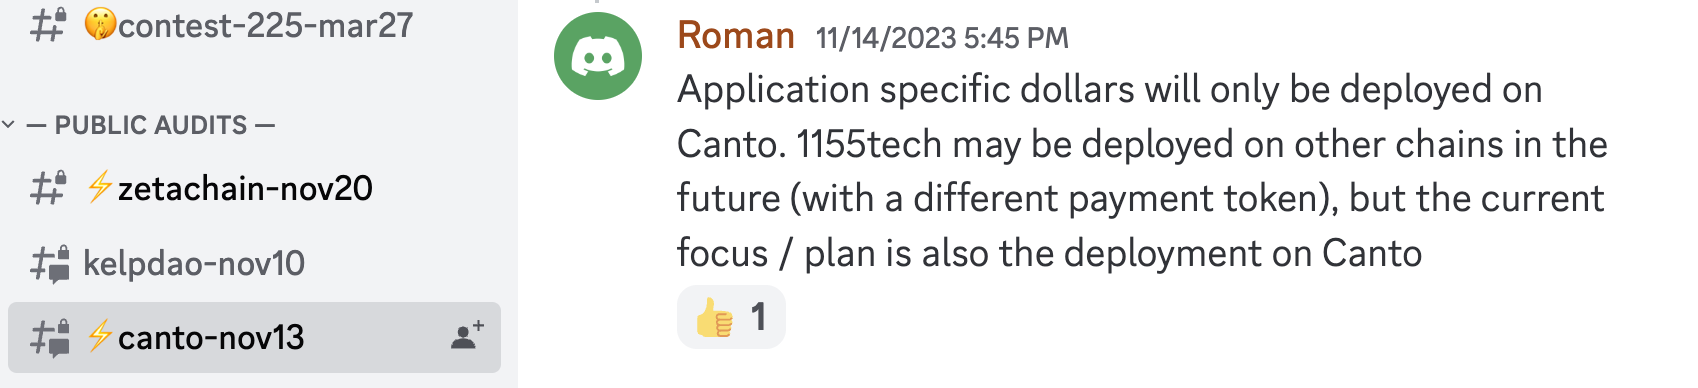 contest-225-mar27
— PUBLIC AUDITS —
zetachain-nov20
kelpdao-nov10
canto-nov13
Roman 11/14/2023 5:45 PM
Application specific dollars will only be deployed on
Canto. 1155tech may be deployed on other chains in the
future (with a different payment token), but the current
focus / plan is also the deployment on Canto
👍 1